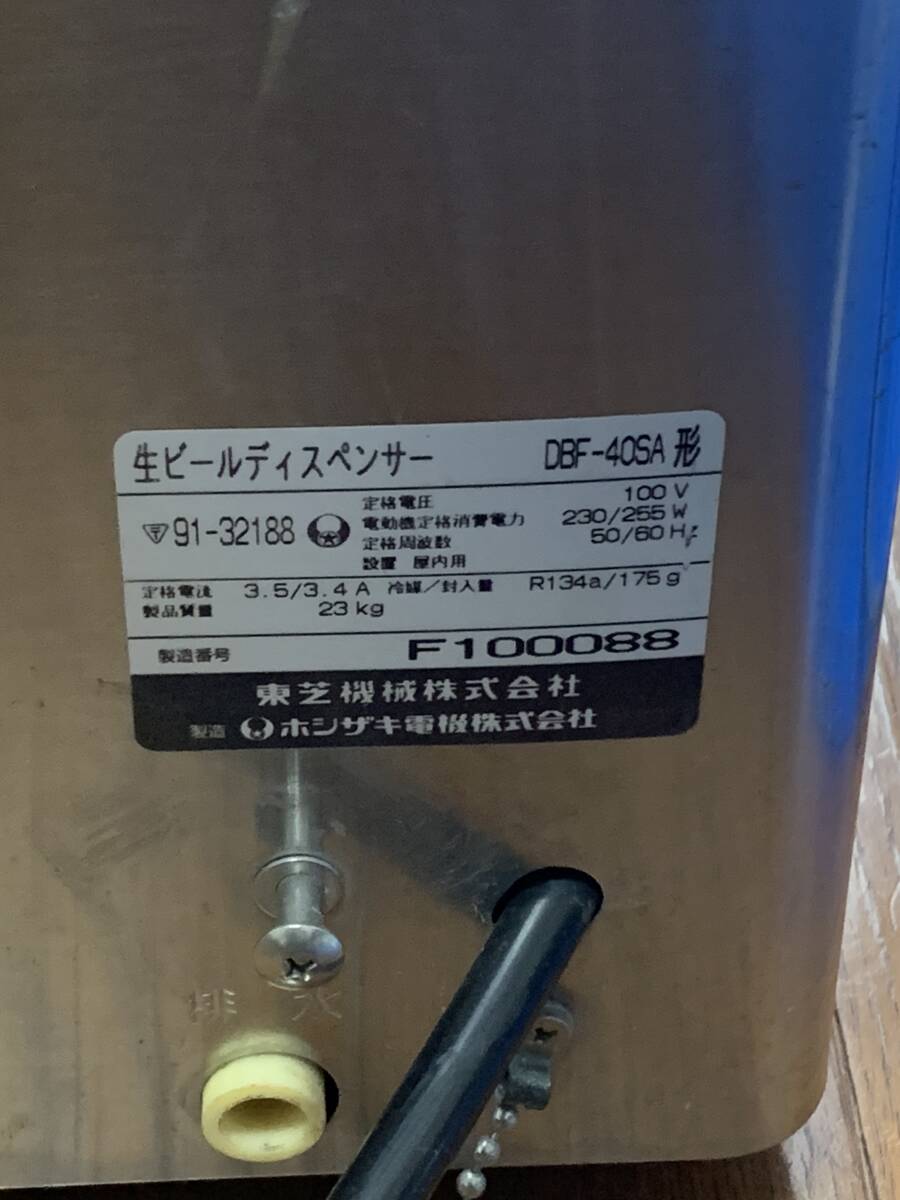 生ビールディスペンサー DBF-40SA 形
91-32188
定格電圧 100 V
電動機定格消費電力 230/255 W
定格周波数 50/60 Hz
設置 屋内用
定格電流 3.5/3.4 A 冷媒/封入量 R134a/175 g
製品質量 23 kg
製造番号 F100088
東芝機械株式会社
製造 ホシザキ電機株式会社
排水